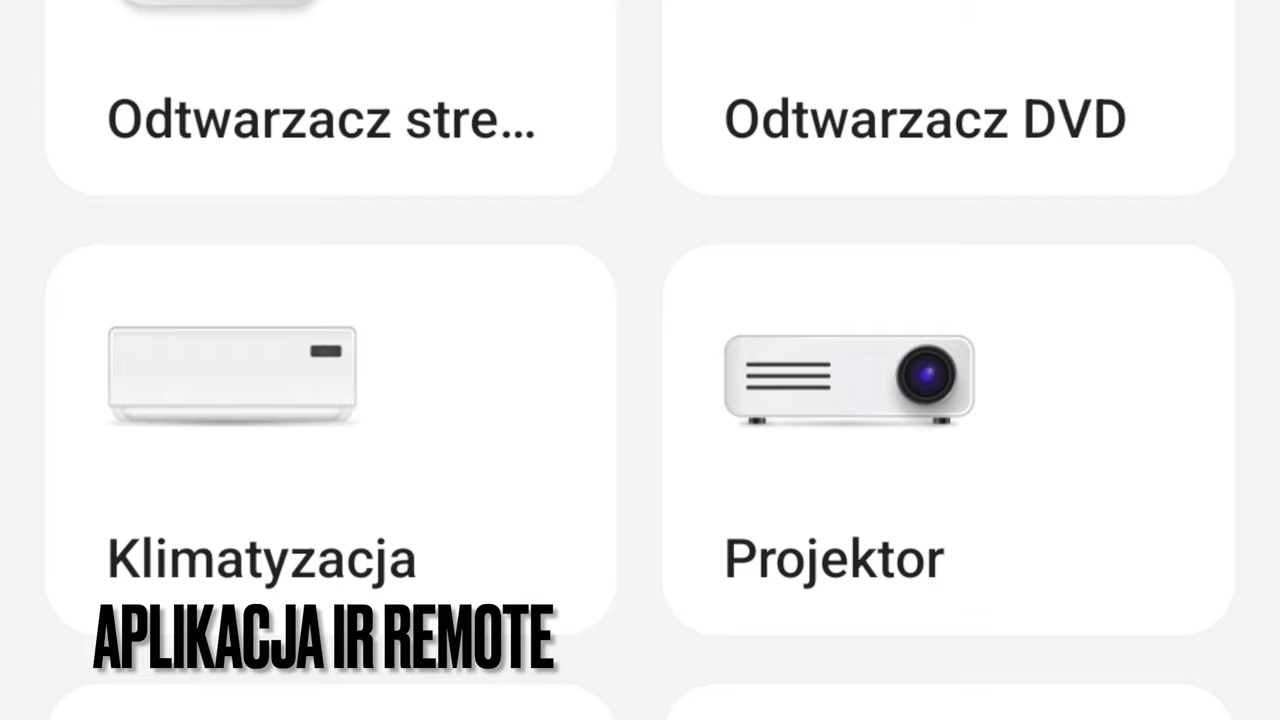 Odtwarzacz stre...
Odtwarzacz DVD
Klimatyzacja
Projektor
APLIKACJA IR REMOTE